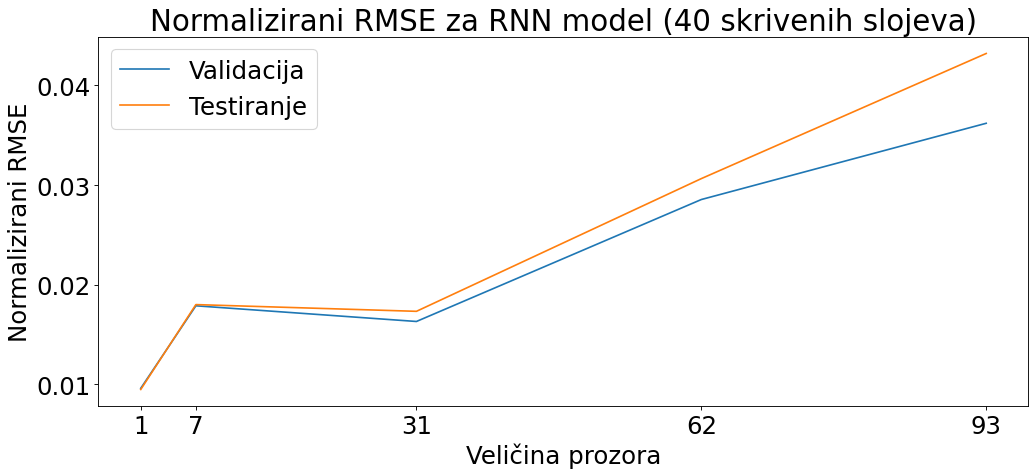 Normalizirani RMSE za RNN model (40 skrivenih slojeva)
Validacija
Testiranje
Normalizirani RMSE
0.04
0.03
0.02
0.01
1 7 31 62 93
Veličina prozora